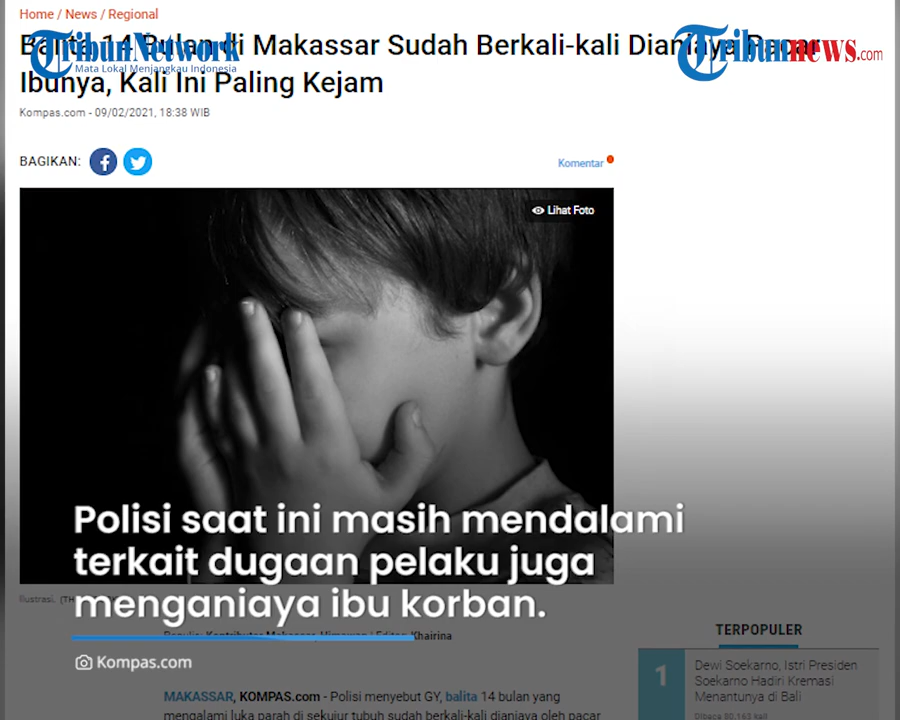 Home / News / Regional
Balita 14 Bulan di Makassar Sudah Berkali-kali Dianiaya Pacar
Ibunya, Kali Ini Paling Kejam
TribunNetwork
Mata Lokal Menjangkau Indonesia
Tribunnews.com
Kompas.com - 09/02/2021, 18:38 WIB
BAGIKAN:
Komentar
Lihat Foto
Polisi saat ini masih mendalami
terkait dugaan pelaku juga
menganiaya ibu korban.
Ilustrasi.
Khairina
Kompas.com
TERPOPULER
1
Dewi Soekarno, Istri Presiden
Soekarno Hadiri Kremasi
Menantunya di Bali
MAKASSAR, KOMPAS.com - Polisi menyebut GY, balita 14 bulan yang
mengalami luka parah di sekujur tubuh sudah berkali-kali dianiaya oleh pacar